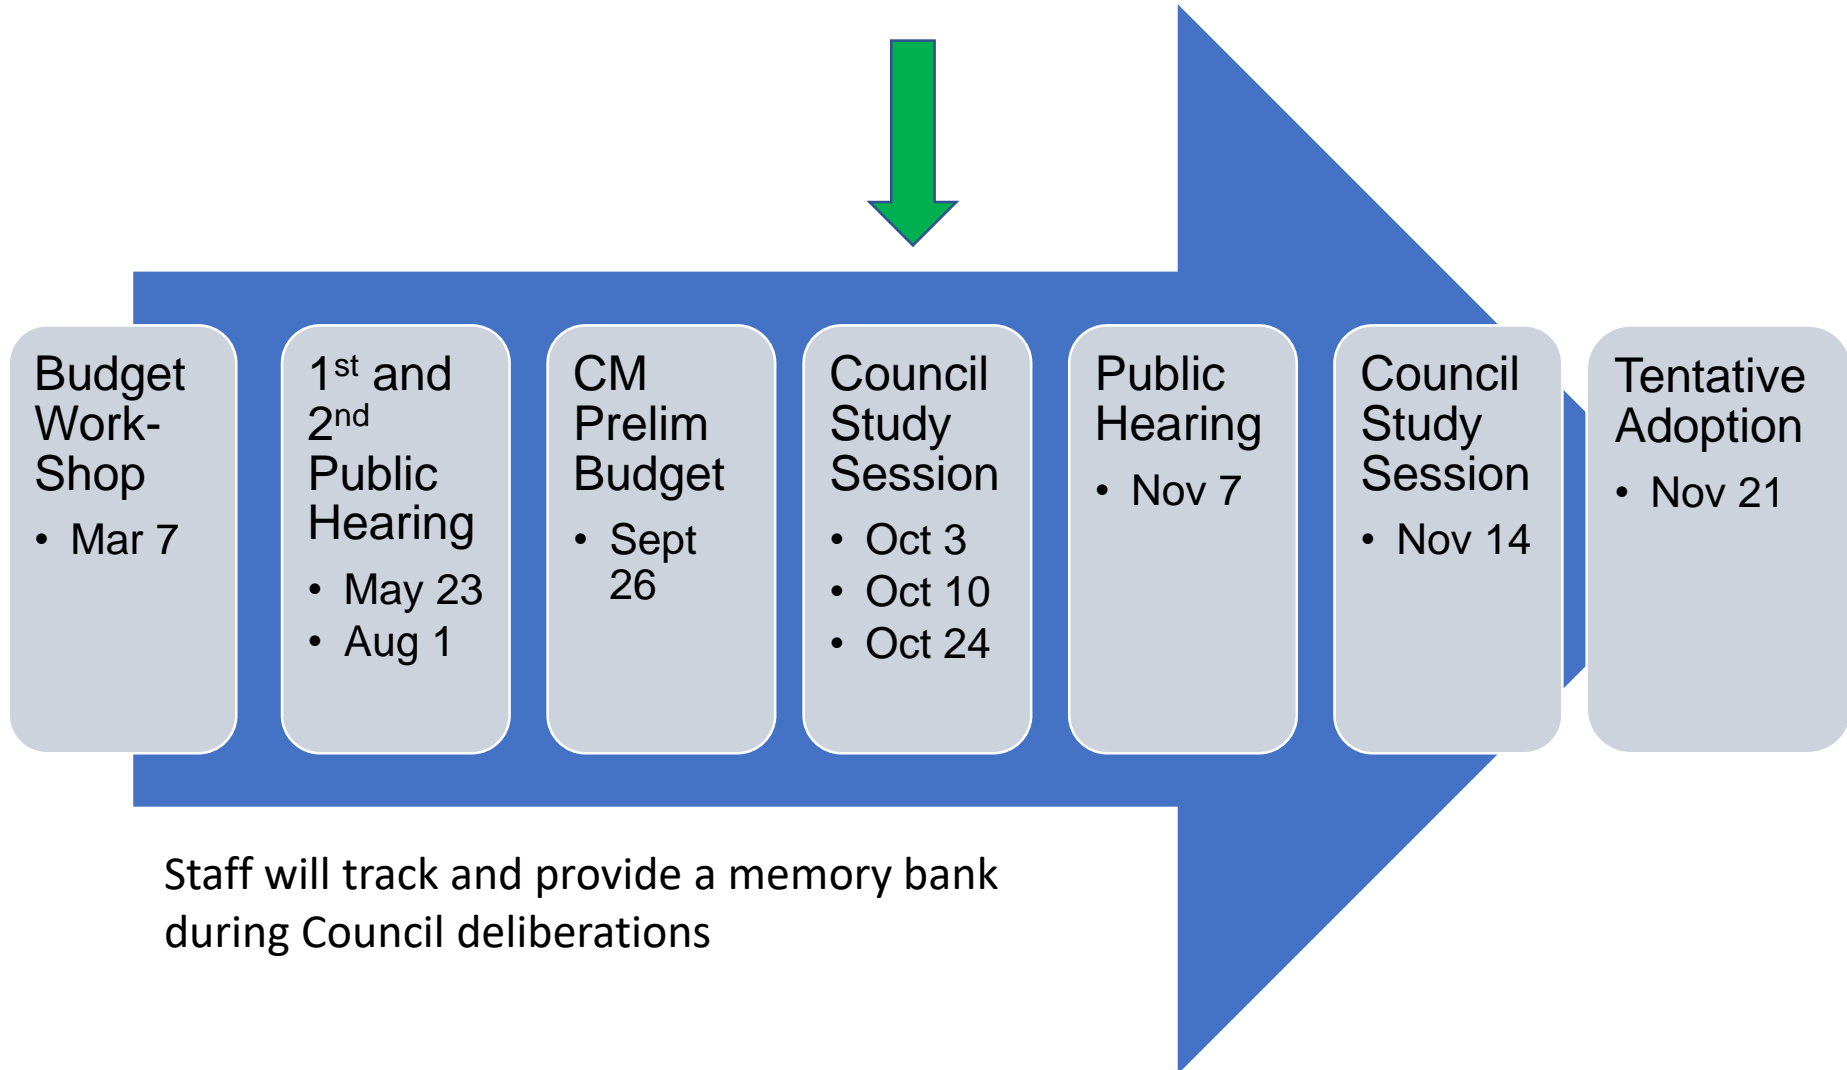 Budget
Work-
Shop
• Mar 7
1st and
2nd
Public
Hearing
• May 23
• Aug 1
CM
Prelim
Budget
• Sept
26
Council
Study
Session
• Oct 3
• Oct 10
• Oct 24
Public
Hearing
• Nov 7
Council
Study
Session
• Nov 14
Tentative
Adoption
• Nov 21
Staff will track and provide a memory bank
during Council deliberations